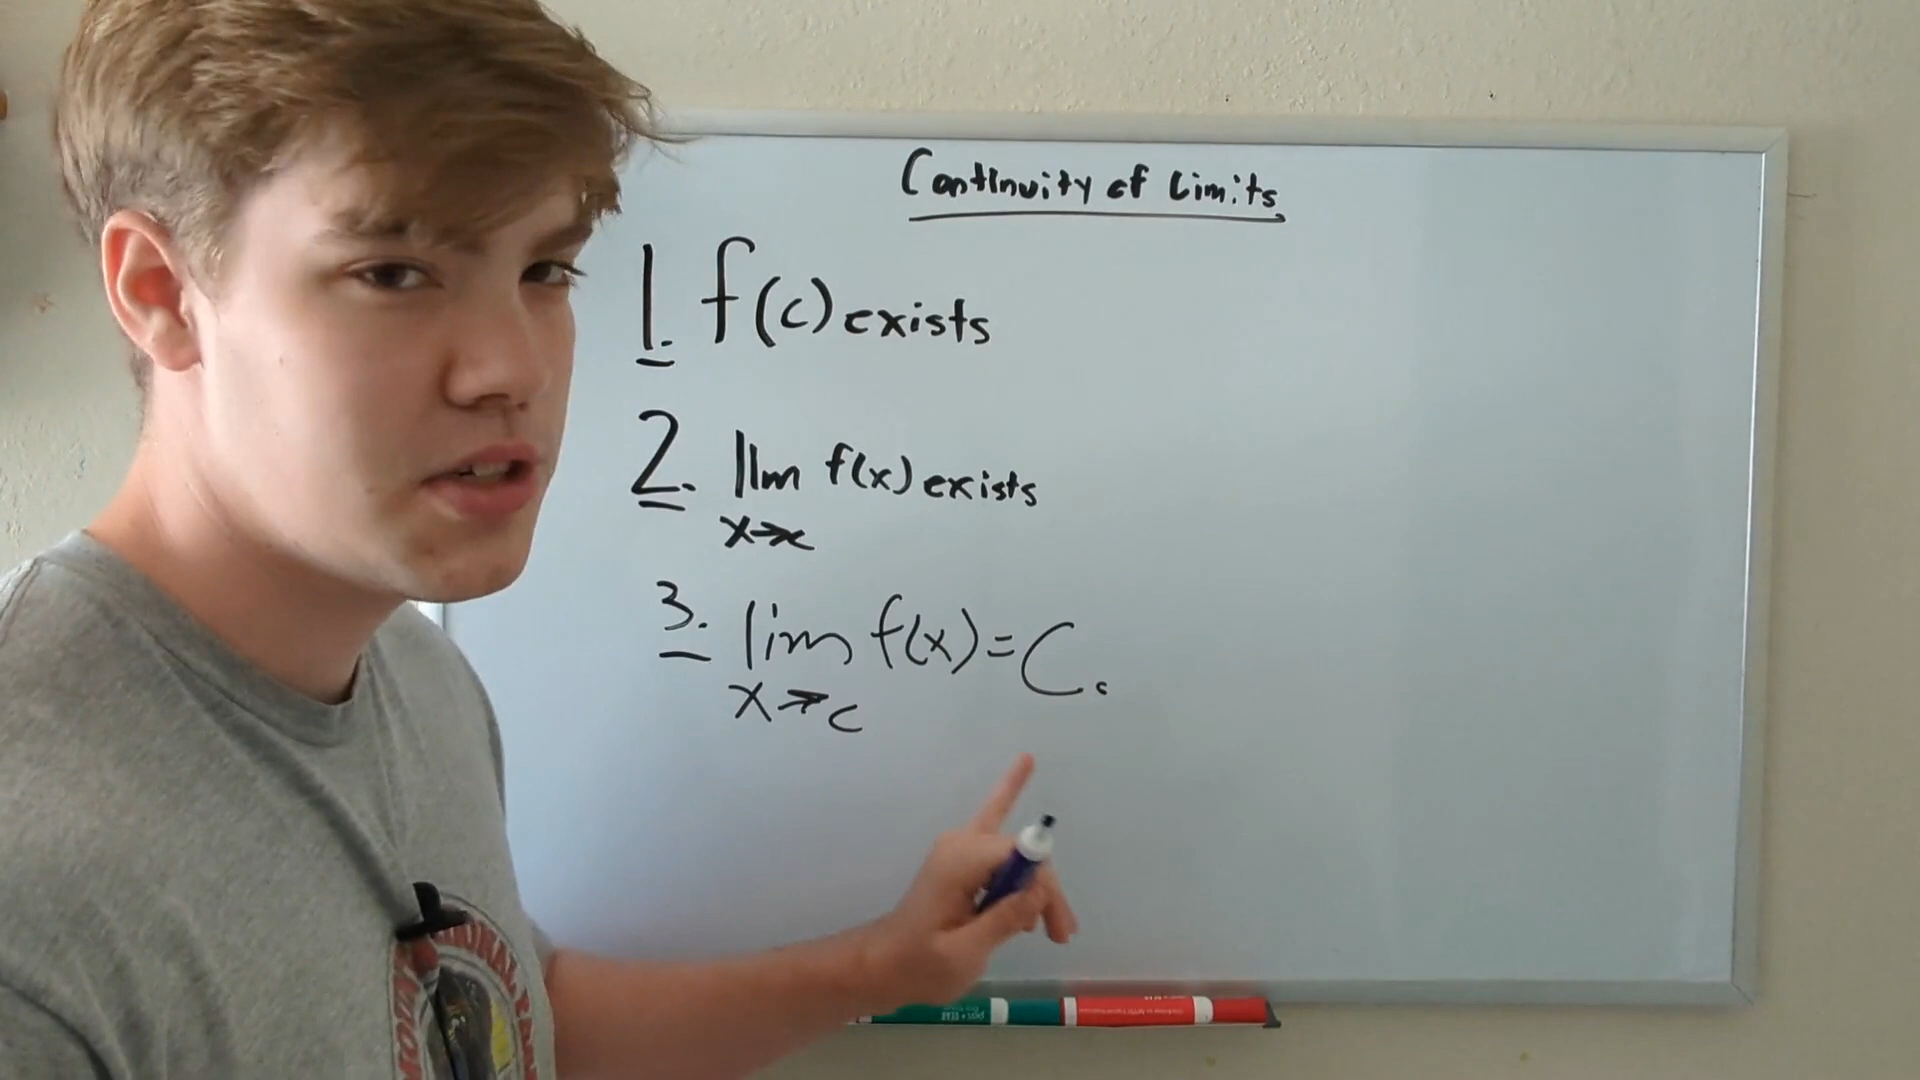 Continuity of Limits
1. f(c) exists
2. lim f(x) exists
x→c
3. lim f(x) = C.
x→c